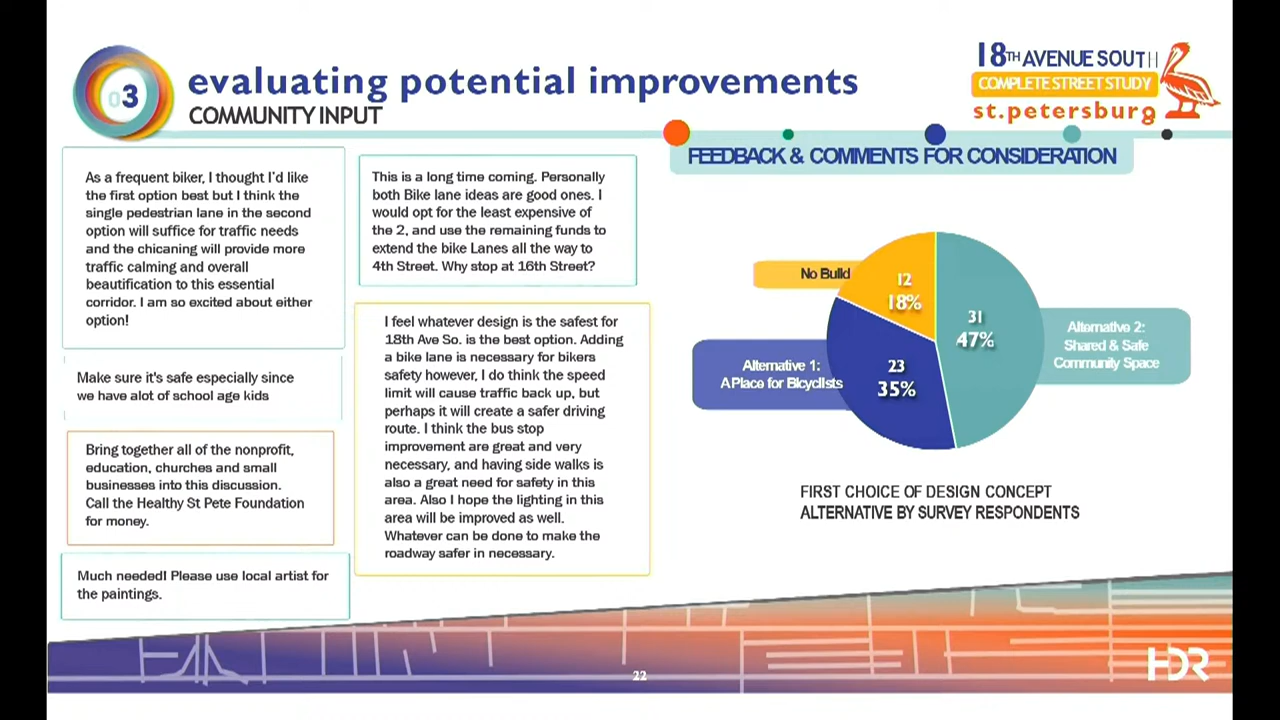 03
evaluating potential improvements
COMMUNITY INPUT
18TH AVENUE SOUTH
COMPLETE STREET STUDY
st.petersburg
As a frequent biker, I thought I'd like
the first option best but I think the
single pedestrian lane in the second
option will suffice for traffic needs
and the chicaning will provide more
traffic calming and overall
beautification to this essential
corridor. I am so excited about either
option!
Make sure it's safe especially since
we have alot of school age kids
Bring together all of the nonprofit,
education, churches and small
businesses into this discussion.
Call the Healthy St Pete Foundation
for money.
Much needed! Please use local artist for
the paintings.
This is a long time coming. Personally
both Bike lane ideas are good ones. I
would opt for the least expensive of
the 2, and use the remaining funds to
extend the bike Lanes all the way to
4th Street. Why stop at 16th Street?
I feel whatever design is the safest for
18th Ave So. is the best option. Adding
a bike lane is necessary for bikers
safety however, I do think the speed
limit will cause traffic back up, but
perhaps it will create a safer driving
route. I think the bus stop
improvement are great and very
necessary, and having side walks is
also a great need for safety in this
area. Also I hope the lighting in this
area will be improved as well.
Whatever can be done to make the
roadway safer in necessary.
FEEDBACK & COMMENTS FOR CONSIDERATION
No Build
12
18%
31
47%
Alternative 2:
Shared & Safe
Community Space
Alternative 1:
A Place for Bicyclists
23
35%
FIRST CHOICE OF DESIGN CONCEPT
ALTERNATIVE BY SURVEY RESPONDENTS
22
HDR